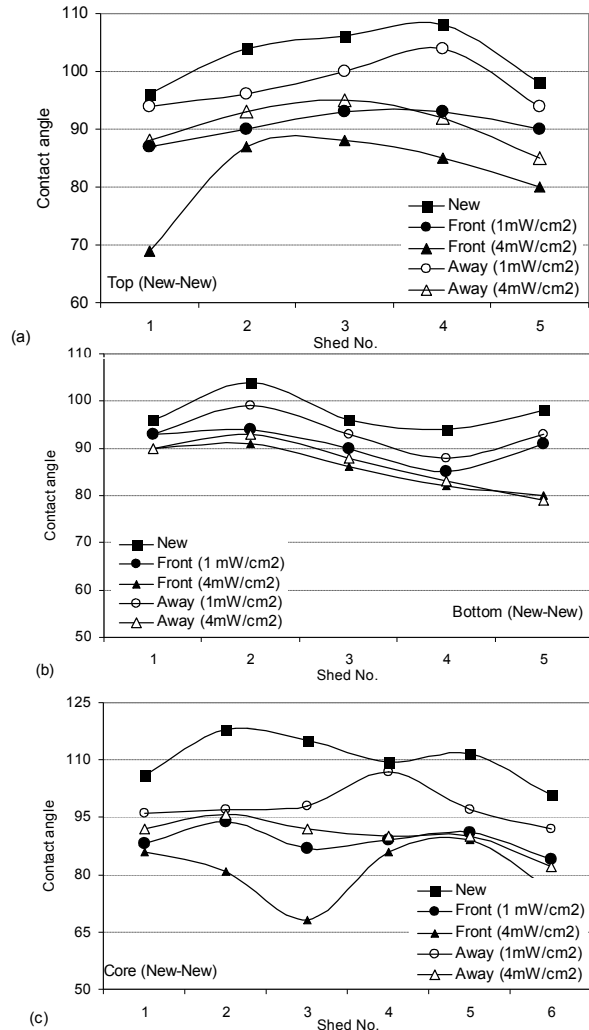 110
100
90
80
70
60
Contact angle
New
Front (1mW/cm2)
Front (4mW/cm2)
Away (1mW/cm2)
Away (4mW/cm2)
Top (New-New)
1 2 3 4 5
Shed No.
(a)
110
100
90
80
70
60
50
Contact angle
New
Front (1 mW/cm2)
Front (4mW/cm2)
Away (1mW/cm2)
Away (4mW/cm2)
Bottom (New-New)
1 2 3 4 5
Shed No.
(b)
125
110
95
80
65
50
Contact angle
New
Front (1 mW/cm2)
Front (4mW/cm2)
Away (1mW/cm2)
Away (4mW/cm2)
Core (New-New)
1 2 3 4 5 6
Shed No.
(c)